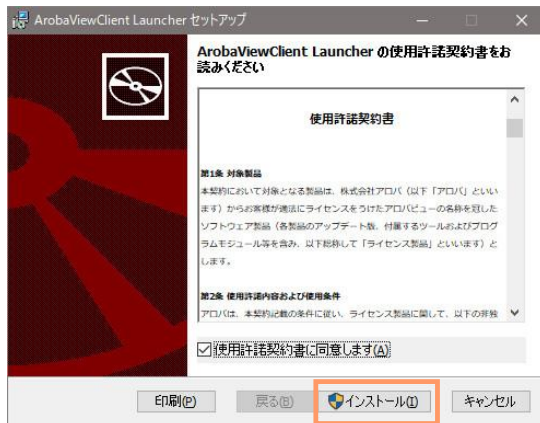 ArobaViewClient Launcher セットアップ
ArobaViewClient Launcher の使用許諾契約書をお
読みください
使用許諾契約書
第1条 対象製品
本契約において対象となる製品は、株式会社アロバ（以下「アロバ」といい
ます）からお客様が適法にライセンスをうけたアロバビューの名称を冠した
ソフトウェア製品（各製品のアップデート版、付属するツールおよびプログ
ラムモジュール等を含み、以下総称して「ライセンス製品」といいます）と
します。
第2条 使用許諾内容および使用条件
アロバは、本契約記載の条件に従い、ライセンス製品に関して、以下の非独
使用許諾契約書に同意します(A)
印刷(P)
戻る(B)
インストール(I)
キャンセル